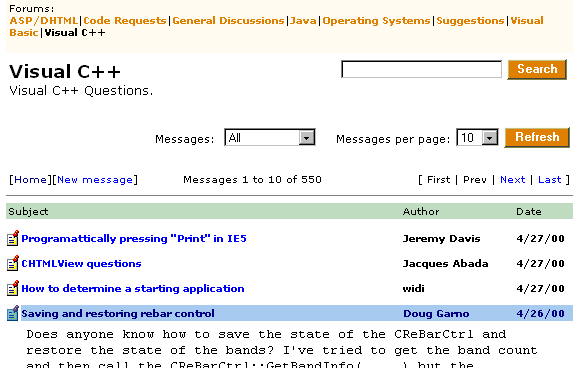 Forums:
ASP/DHTML|Code Requests|General Discussions|Java|Operating Systems|Suggestions|Visual
Basic|Visual C++
Visual C++
Search
Visual C++ Questions.
Messages: All Messages per page: 10 Refresh
[Home][New message] Messages 1 to 10 of 550 [ First | Prev | Next | Last ]
Subject Author Date
Programattically pressing "Print" in IE5 Jeremy Davis 4/27/00
CHTMLView questions Jacques Abada 4/27/00
How to determine a starting application widi 4/27/00
Saving and restoring rebar control Doug Garno 4/26/00
Does anyone know how to save the state of the CReBarCtrl and
restore the state of the bands? I've tried to get the band count
and then call the CReBarCtrl::GetBandInfo(.....) but the